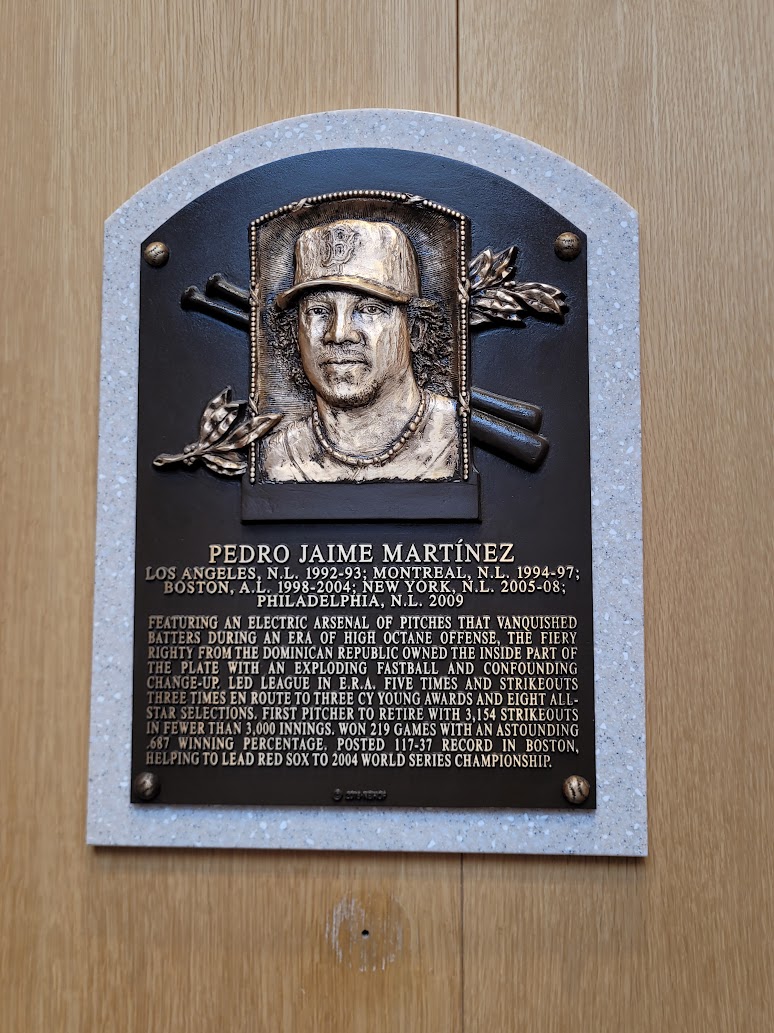 B
PEDRO JAIME MARTÍNEZ
LOS ANGELES, N.L. 1992-93; MONTREAL, N.L. 1994-97;
BOSTON, A.L. 1998-2004; NEW YORK, N.L. 2005-08;
PHILADELPHIA, N.L. 2009
FEATURING AN ELECTRIC ARSENAL OF PITCHES THAT VANQUISHED
BATTERS DURING AN ERA OF HIGH OCTANE OFFENSE, THE FIERY
RIGHTY FROM THE DOMINICAN REPUBLIC OWNED THE INSIDE PART OF
THE PLATE WITH AN EXPLODING FASTBALL AND CONFOUNDING
CHANGE-UP. LED LEAGUE IN E.R.A. FIVE TIMES AND STRIKEOUTS
THREE TIMES EN ROUTE TO THREE CY YOUNG AWARDS AND EIGHT ALL-
STAR SELECTIONS. FIRST PITCHER TO RETIRE WITH 3,154 STRIKEOUTS
IN FEWER THAN 3,000 INNINGS. WON 219 GAMES WITH AN ASTOUNDING
.687 WINNING PERCENTAGE. POSTED 117-37 RECORD IN BOSTON,
HELPING TO LEAD RED SOX TO 2004 WORLD SERIES CHAMPIONSHIP.